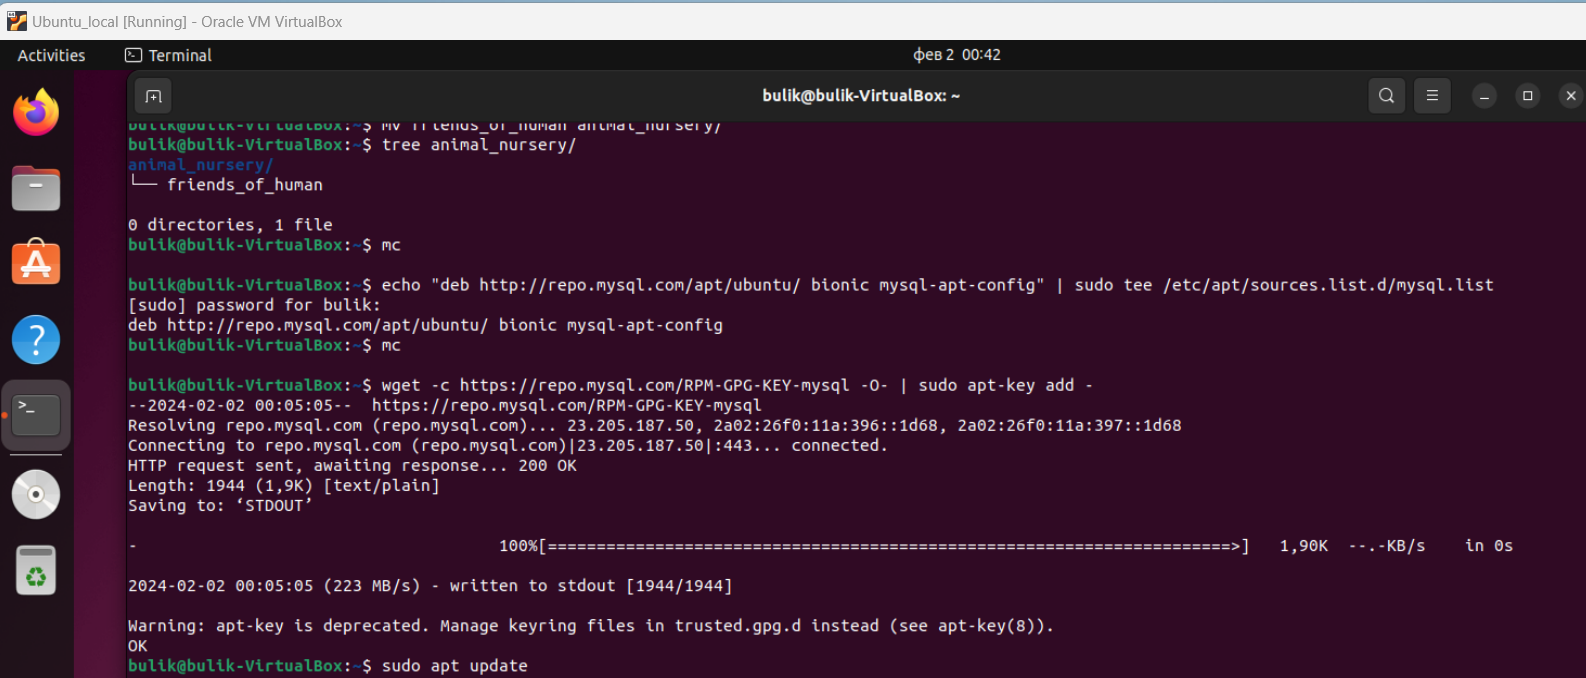 Ubuntu_local [Running] - Oracle VM VirtualBox
Activities
Terminal
фев 2 00:42
bulik@bulik-VirtualBox: ~
bulik@bulik-VirtualBox:~$ mv friends_of_human animal_nursery/
bulik@bulik-VirtualBox:~$ tree animal_nursery/
animal_nursery/
└── friends_of_human
0 directories, 1 file
bulik@bulik-VirtualBox:~$ mc
bulik@bulik-VirtualBox:~$ echo "deb http://repo.mysql.com/apt/ubuntu/ bionic mysql-apt-config" | sudo tee /etc/apt/sources.list.d/mysql.list
[sudo] password for bulik:
deb http://repo.mysql.com/apt/ubuntu/ bionic mysql-apt-config
bulik@bulik-VirtualBox:~$ mc
bulik@bulik-VirtualBox:~$ wget -c https://repo.mysql.com/RPM-GPG-KEY-mysql -O- | sudo apt-key add -
--2024-02-02 00:05:05--  https://repo.mysql.com/RPM-GPG-KEY-mysql
Resolving repo.mysql.com (repo.mysql.com)... 23.205.187.50, 2a02:26f0:11a:396::1d68, 2a02:26f0:11a:397::1d68
Connecting to repo.mysql.com (repo.mysql.com)|23.205.187.50|:443... connected.
HTTP request sent, awaiting response... 200 OK
Length: 1944 (1,9K) [text/plain]
Saving to: ‘STDOUT’
- 100%[======================================================================>] 1,90K --.-KB/s in 0s
2024-02-02 00:05:05 (223 MB/s) - written to stdout [1944/1944]
Warning: apt-key is deprecated. Manage keyring files in trusted.gpg.d instead (see apt-key(8)).
OK
bulik@bulik-VirtualBox:~$ sudo apt update